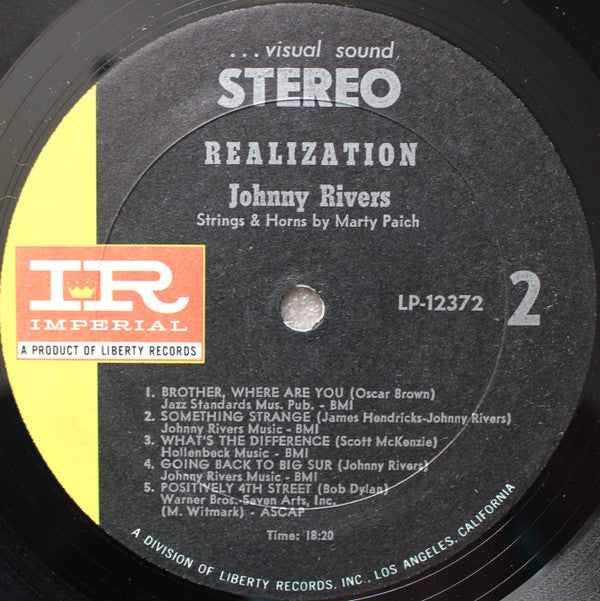 ...visual sound,
STEREO
REALIZATION
Johnny Rivers
Strings & Horns by Marty Paich
IR
IMPERIAL
A PRODUCT OF LIBERTY RECORDS
LP-12372
2
1. BROTHER, WHERE ARE YOU (Oscar Brown)
Jazz Standards Mus. Pub. - BMI
2. SOMETHING STRANGE (James Hendricks-Johnny Rivers)
Johnny Rivers Music - BMI
3. WHAT'S THE DIFFERENCE (Scott McKenzie)
Hollenbeck Music - BMI
4. GOING BACK TO BIG SUR (Johnny Rivers)
Johnny Rivers Music - BMI
5. POSITIVELY 4TH STREET (Bob Dylan)
Warner Bros.-Seven Arts, Inc.
(M. Witmark) - ASCAP
Time: 18:20
A DIVISION OF LIBERTY RECORDS, INC., LOS ANGELES, CALIFORNIA